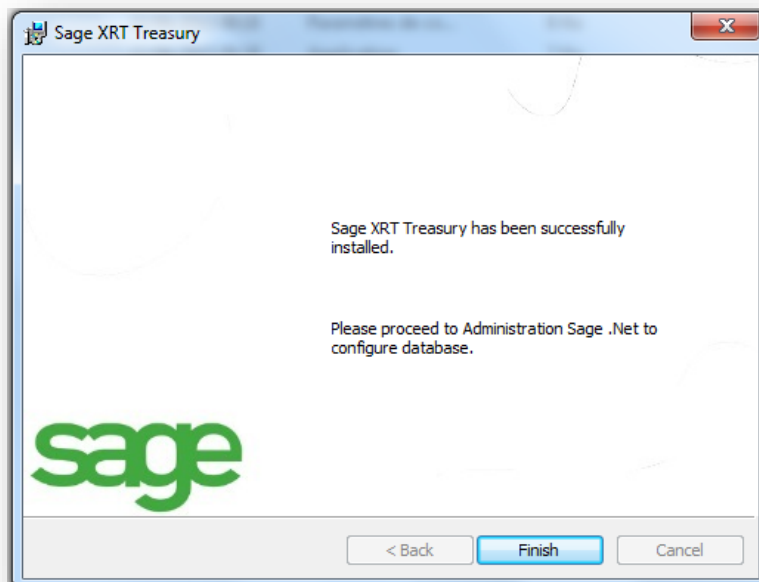 Sage XRT Treasury
Sage XRT Treasury has been successfully
installed.
Please proceed to Administration Sage .Net to
configure database.
sage
< Back
Finish
Cancel